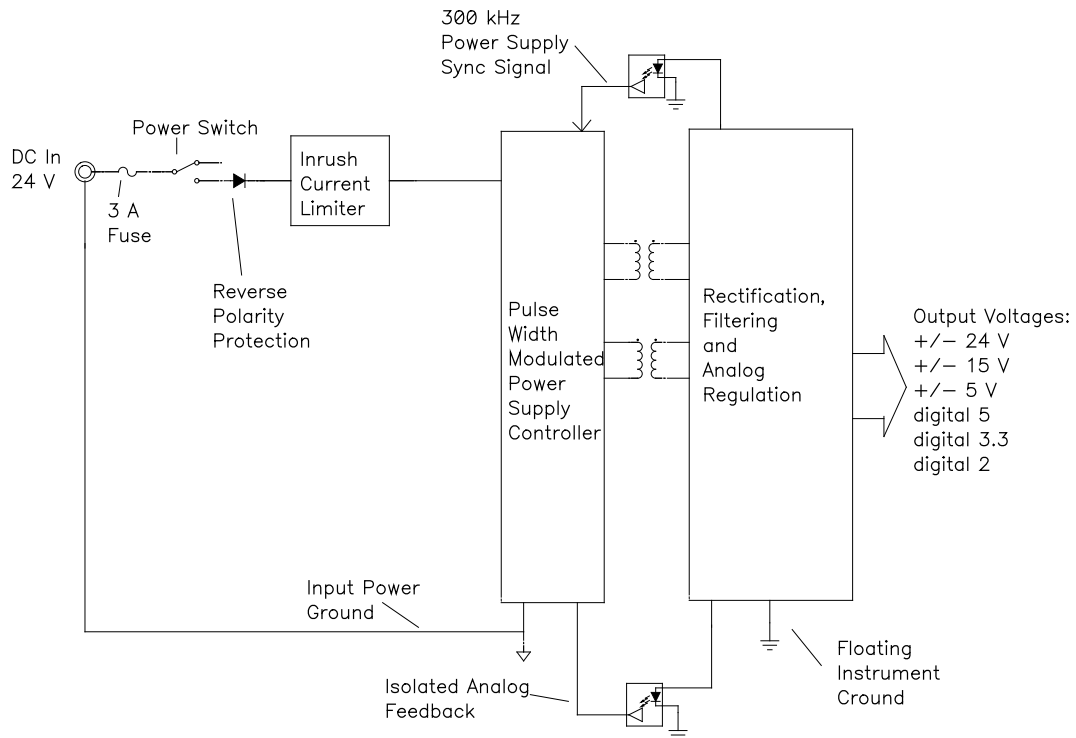 300 kHz
Power Supply
Sync Signal
Power Switch
DC In
24 V
Inrush
Current
Limiter
3 A
Fuse
Reverse
Polarity
Protection
Pulse
Width
Modulated
Power
Supply
Controller
Rectification,
Filtering
and
Analog
Regulation
Output Voltages:
+/− 24 V
+/− 15 V
+/− 5 V
digital 5
digital 3.3
digital 2
Input Power
Ground
Isolated Analog
Feedback
Floating
Instrument
Cround